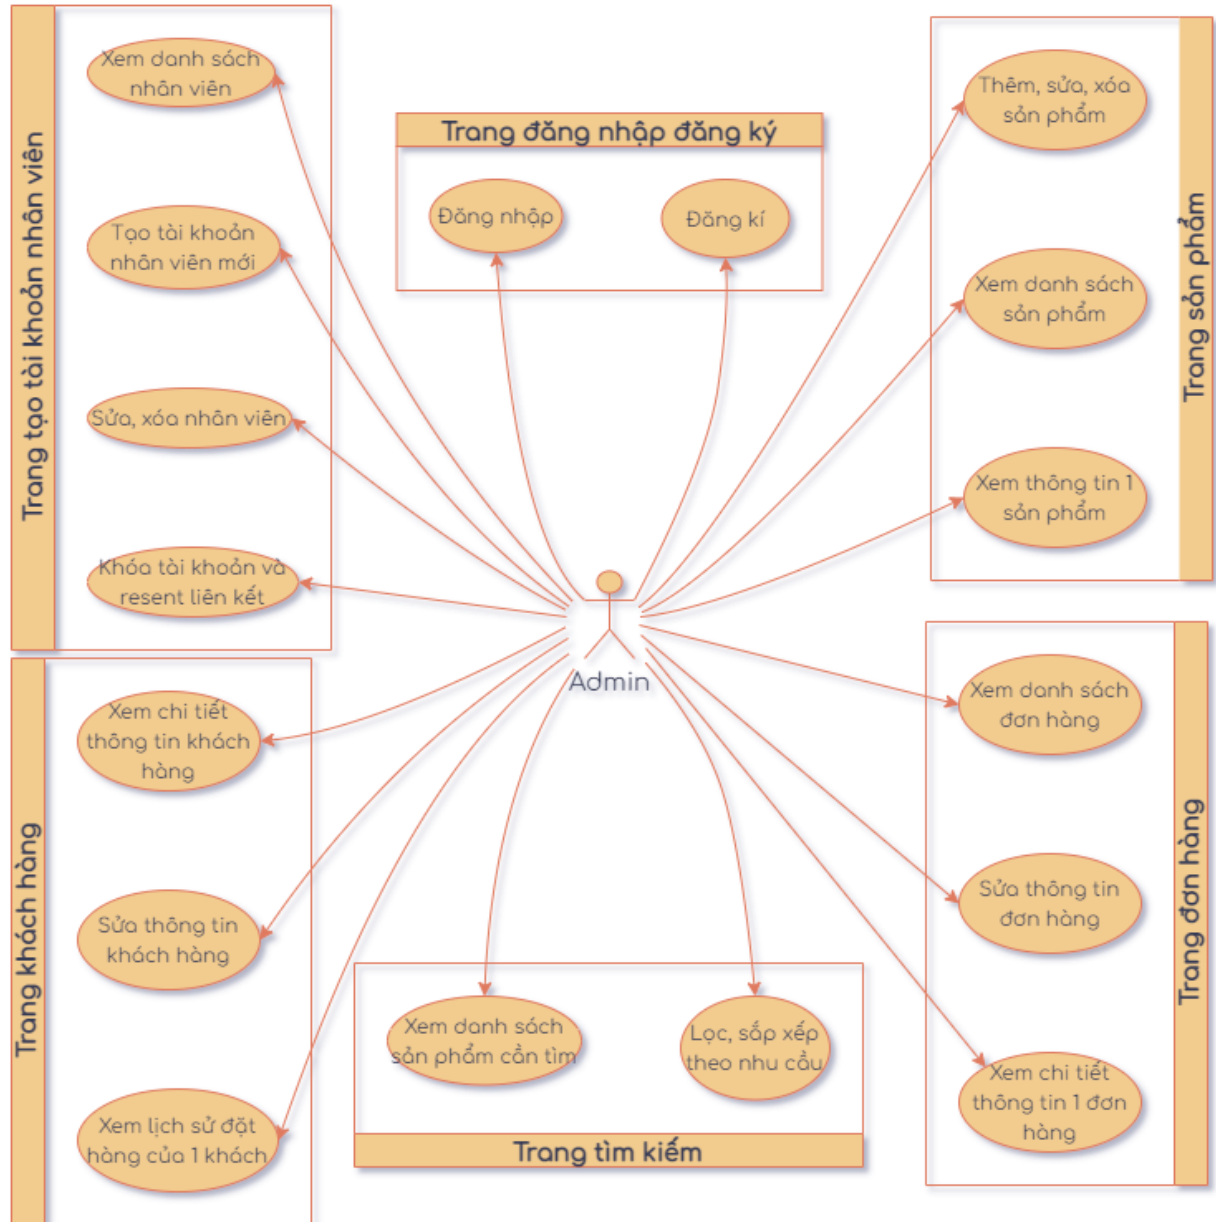 Trang tạo tài khoản nhân viên
Xem danh sách
nhân viên
Tạo tài khoản
nhân viên mới
Sửa, xóa nhân viên
Khóa tài khoản và
resent liên kết
Trang đăng nhập đăng ký
Đăng nhập
Đăng kí
Thêm, sửa, xóa
sản phẩm
Xem danh sách
sản phẩm
Xem thông tin 1
sản phẩm
Trang sản phẩm
Admin
Trang khách hàng
Xem chi tiết
thông tin khách
hàng
Sửa thông tin
khách hàng
Xem lịch sử đặt
hàng của 1 khách
Xem danh sách
sản phẩm cần tìm
Lọc, sắp xếp
theo nhu cầu
Trang tìm kiếm
Xem danh sách
đơn hàng
Sửa thông tin
đơn hàng
Xem chi tiết
thông tin 1 đơn
hàng
Trang đơn hàng